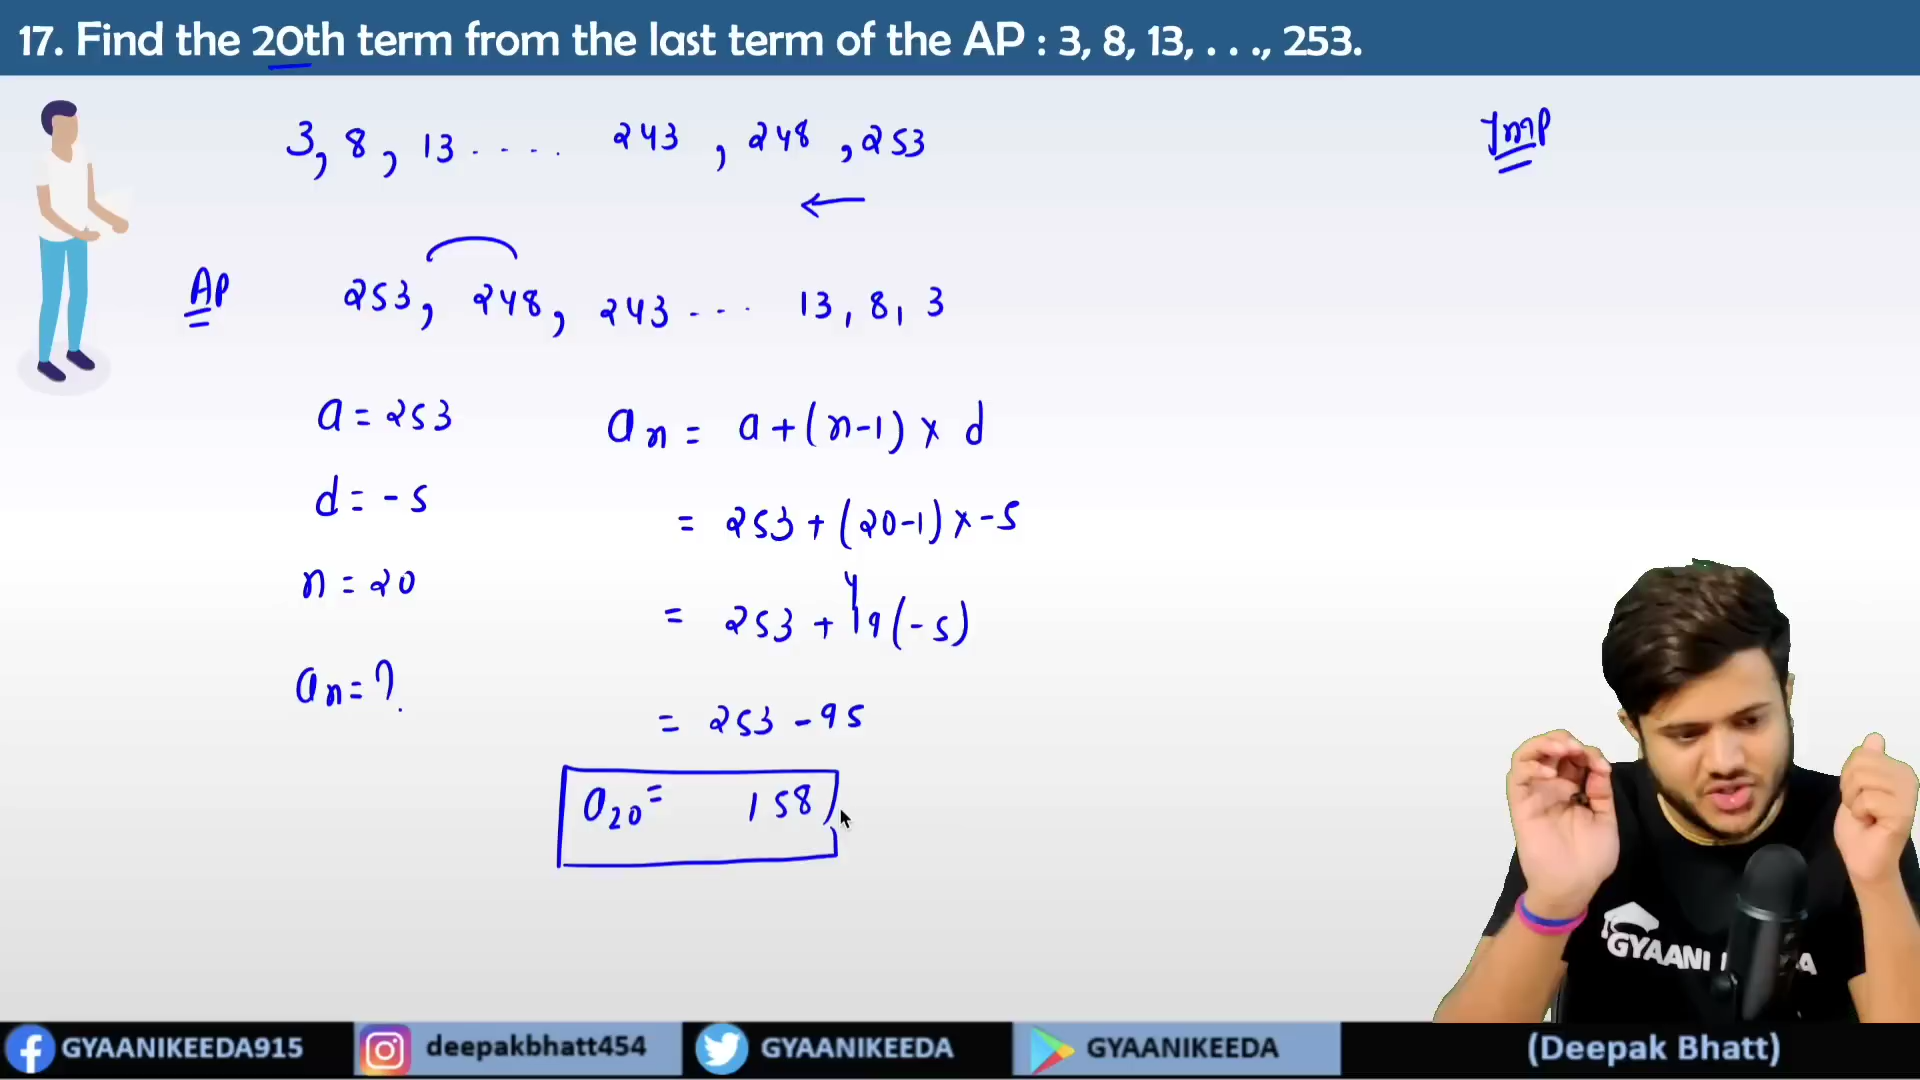 17. Find the 20th term from the last term of the AP : 3, 8, 13, . . ., 253.
3, 8, 13 ..... 243, 248, 253
Imp
←
AP 253, 248, 243 ... 13, 8, 3
a = 253
an = a + (n-1) × d
d = -5
= 253 + (20-1) × -5
n = 20
4
= 253 + 19(-5)
an = ?
= 253 - 95
a20 = 158
GYAANI
A
GYAANIKEEDA915
deepakbhatt454
GYAANIKEEDA
GYAANIKEEDA
(Deepak Bhatt)